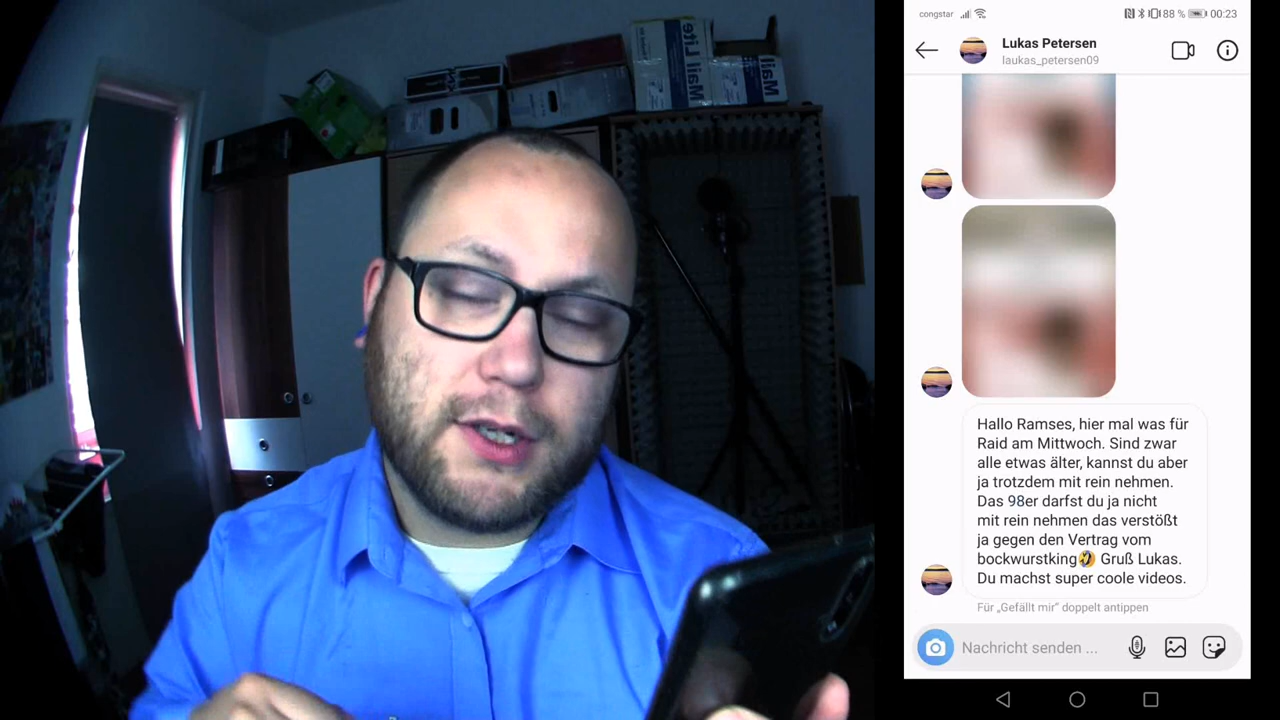 congstar
88 %
00:23
Lukas Petersen
laukas_petersen09
Mail Lite
Mail
Hallo Ramses, hier mal was für
Raid am Mittwoch. Sind zwar
alle etwas älter, kannst du aber
ja trotzdem mit rein nehmen.
Das 98er darfst du ja nicht
mit rein nehmen das verstößt
ja gegen den Vertrag vom
bockwurstking🤣 Gruß Lukas.
Du machst super coole videos.
Für „Gefällt mir“ doppelt antippen
Nachricht senden ...